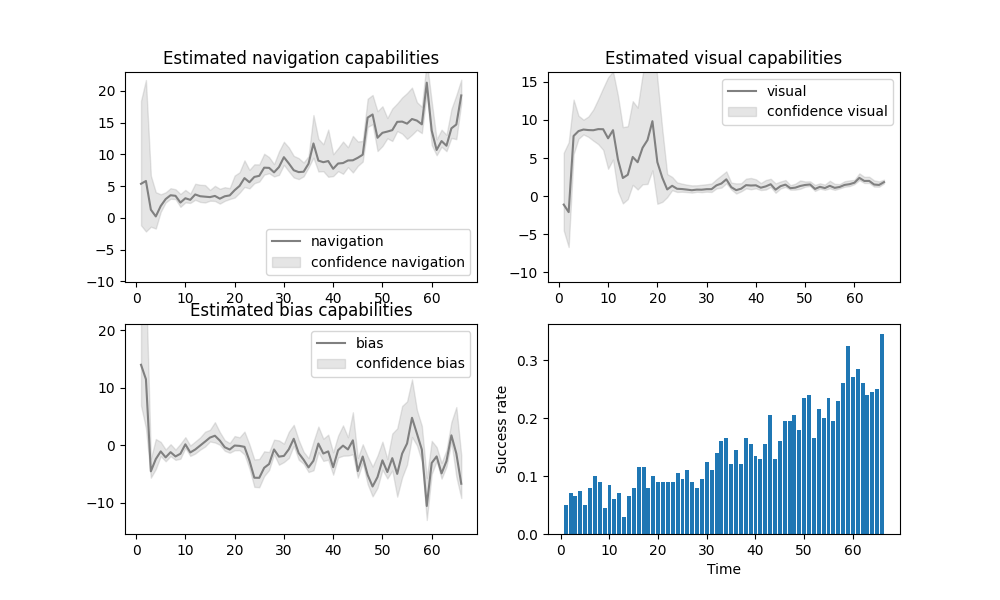 Estimated navigation capabilities
20
15
10
5
0
−5
−10
navigation
confidence navigation
0 10 20 30 40 50 60
Estimated visual capabilities
15
10
5
0
−5
−10
visual
confidence visual
0 10 20 30 40 50 60
Estimated bias capabilities
20
10
0
−10
bias
confidence bias
0 10 20 30 40 50 60
Success rate
0.3
0.2
0.1
0.0
0 10 20 30 40 50 60
Time